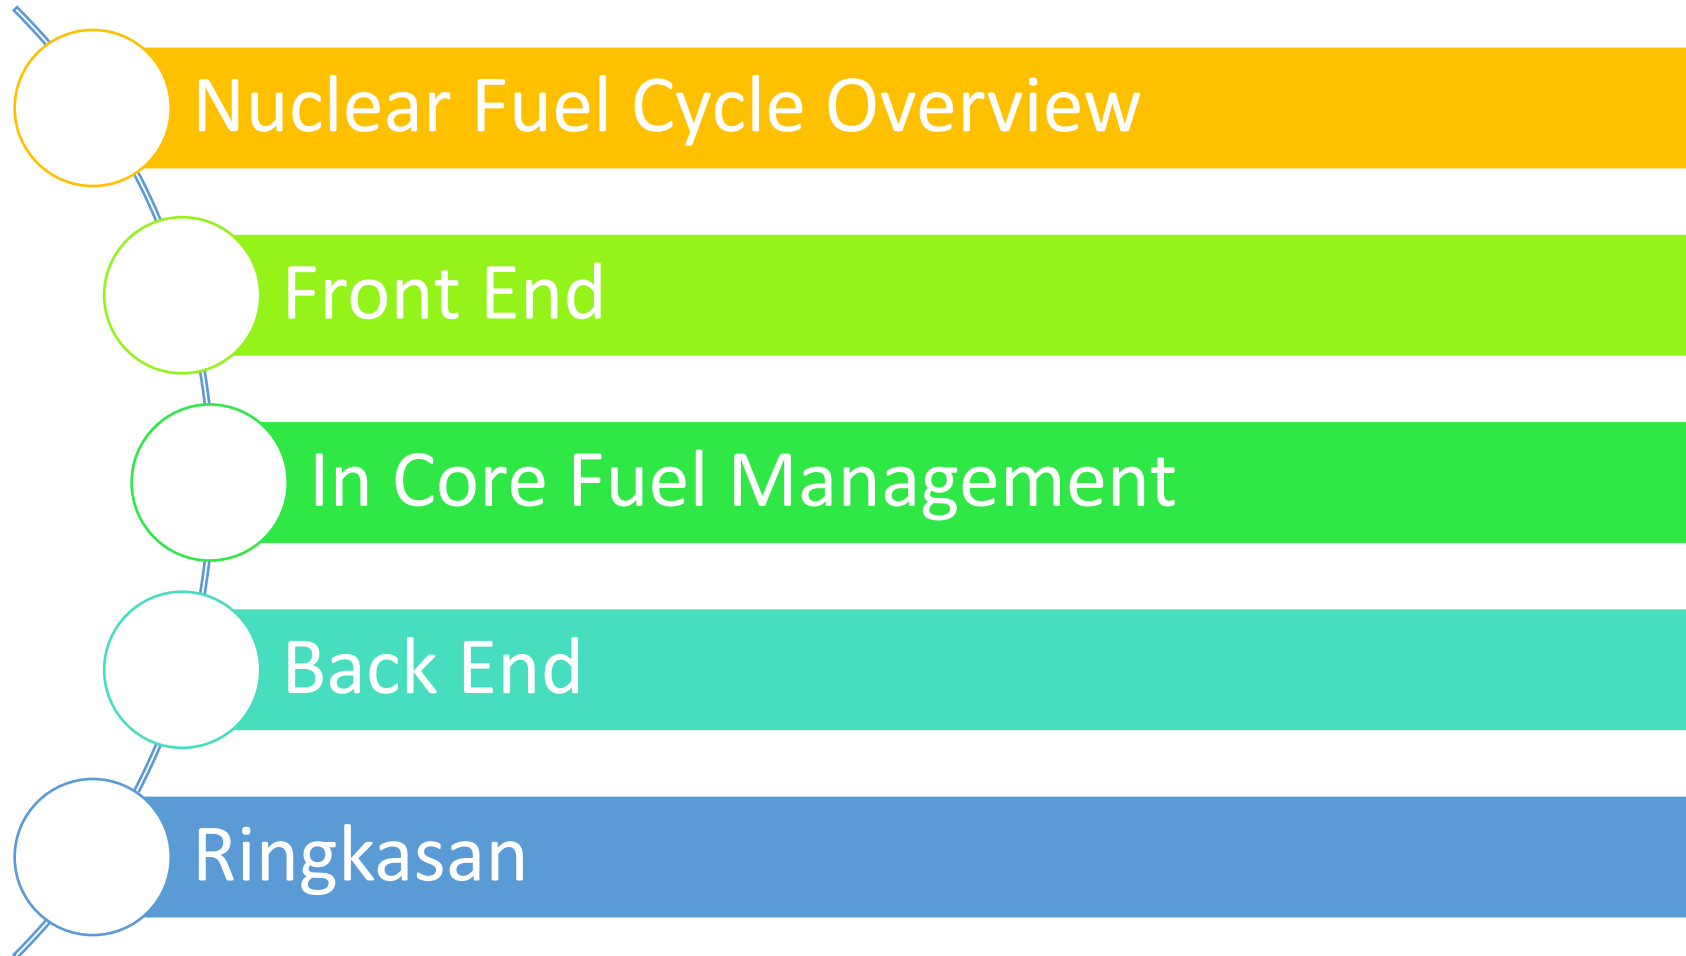 Nuclear Fuel Cycle Overview
Front End
In Core Fuel Management
Back End
Ringkasan